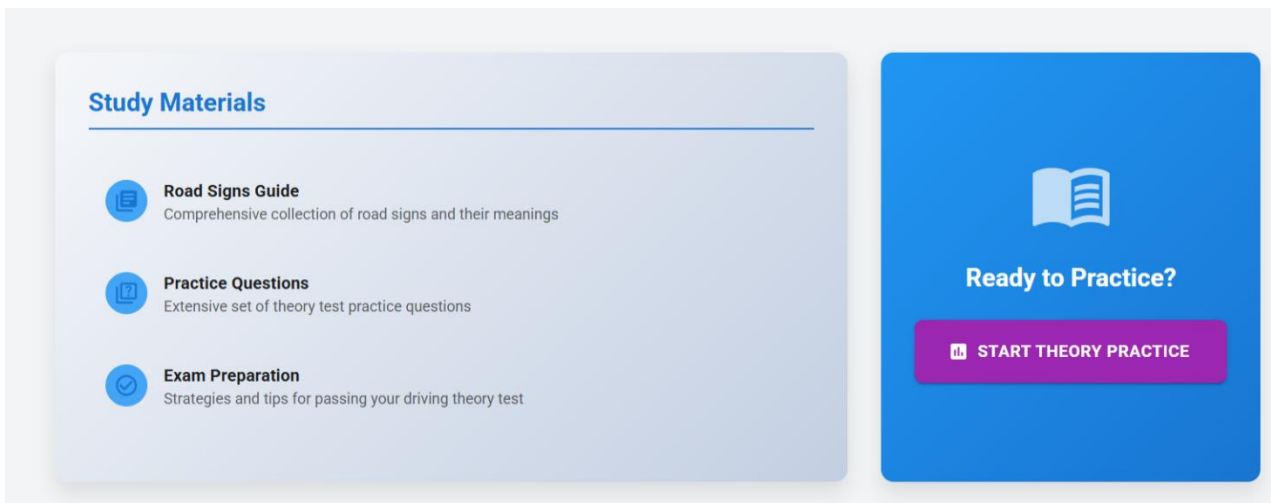 Study Materials
Road Signs Guide
Comprehensive collection of road signs and their meanings
Practice Questions
Extensive set of theory test practice questions
Exam Preparation
Strategies and tips for passing your driving theory test
Ready to Practice?
START THEORY PRACTICE